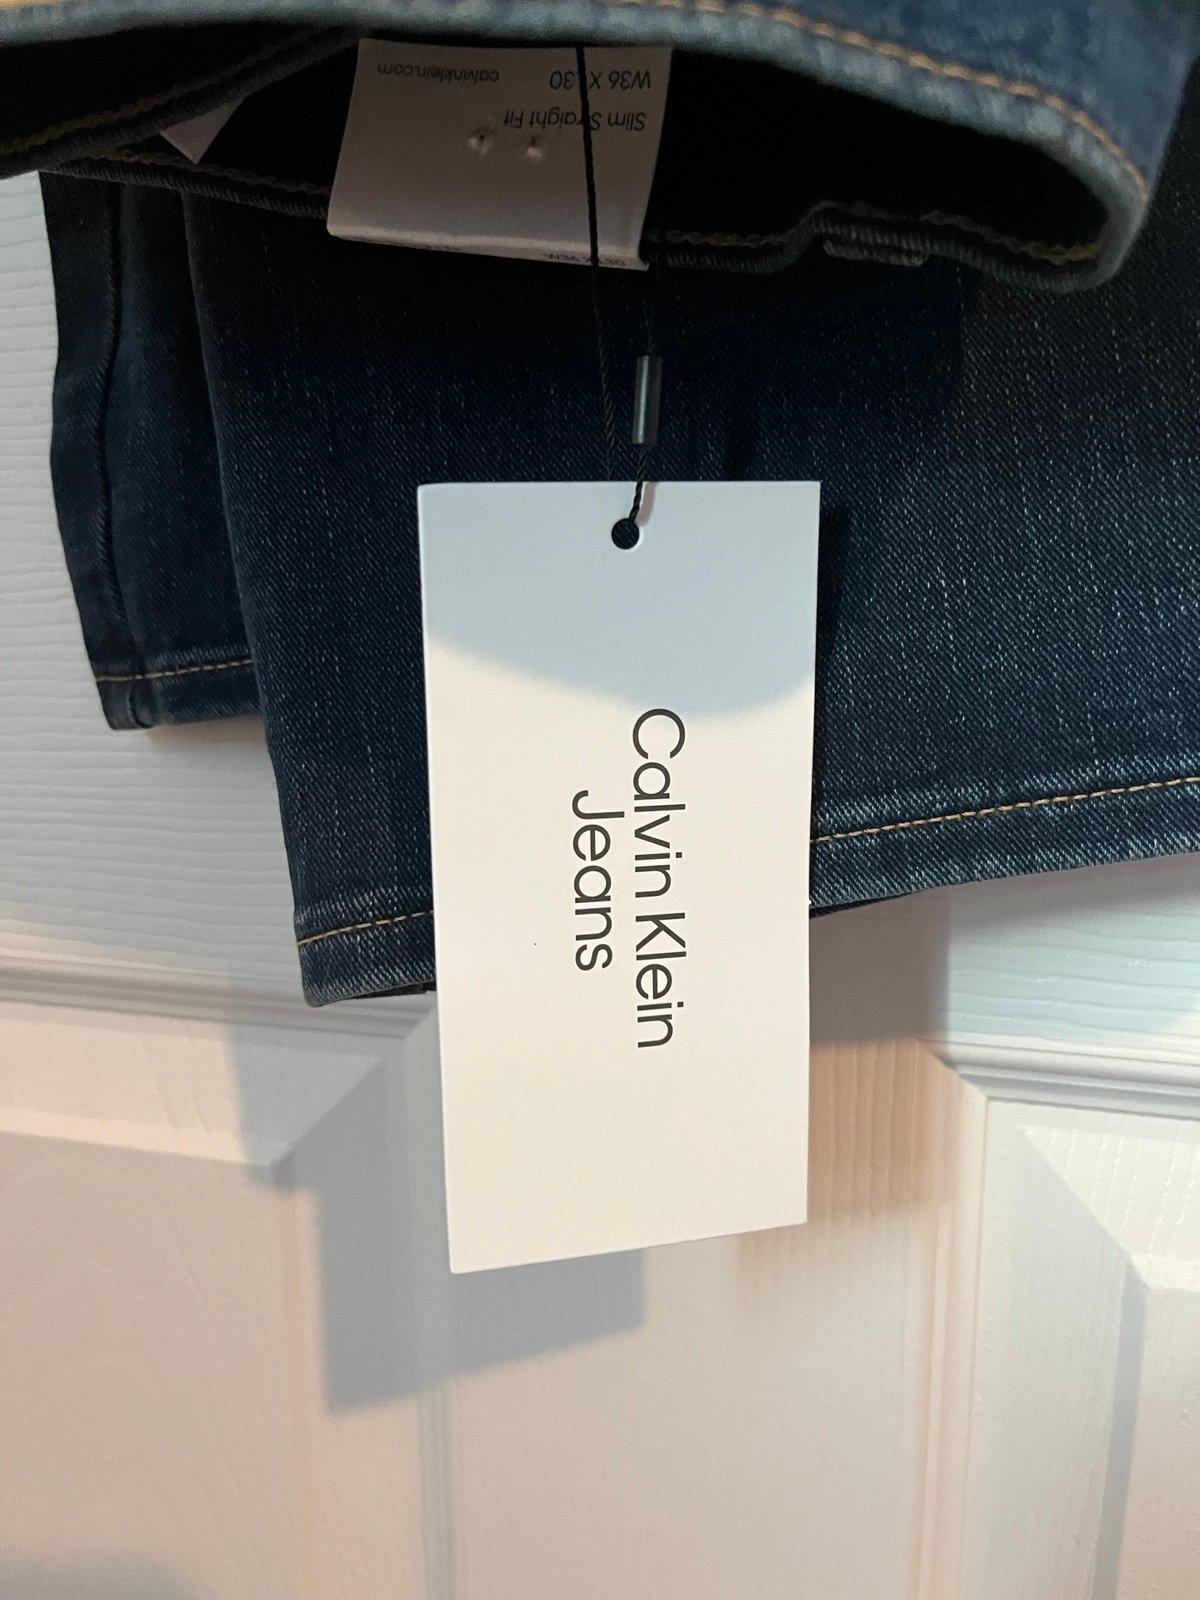 W36 X L30
calvinklein.com
Slim Straight Fit
Calvin Klein
Jeans